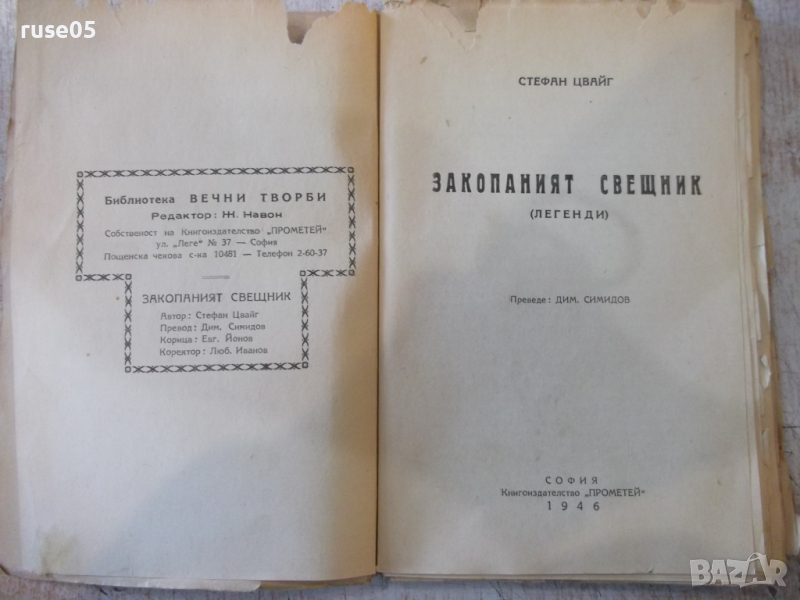 ruse05
Библиотека ВЕЧНИ ТВОРБИ
Редактор: Ж. Навон
Собственост на Книгоиздателство „ПРОМЕТЕЙ"
ул. „Леге" № 37 — София
Пощенска чекова с-ка 10481 — Телефон 2-60-37
ЗАКОПАНИЯТ СВЕЩНИК
Автор: Стефан Цвайг
Превод: Дим. Симидов
Корица: Евг. Йонов
Коректор: Люб. Иванов
СТЕФАН ЦВАЙГ
ЗАКОПАНИЯТ СВЕЩНИК
(ЛЕГЕНДИ)
Преведе: ДИМ. СИМИДОВ
СОФИЯ
Книгоиздателство „ПРОМЕТЕЙ"
1946
BAZAR